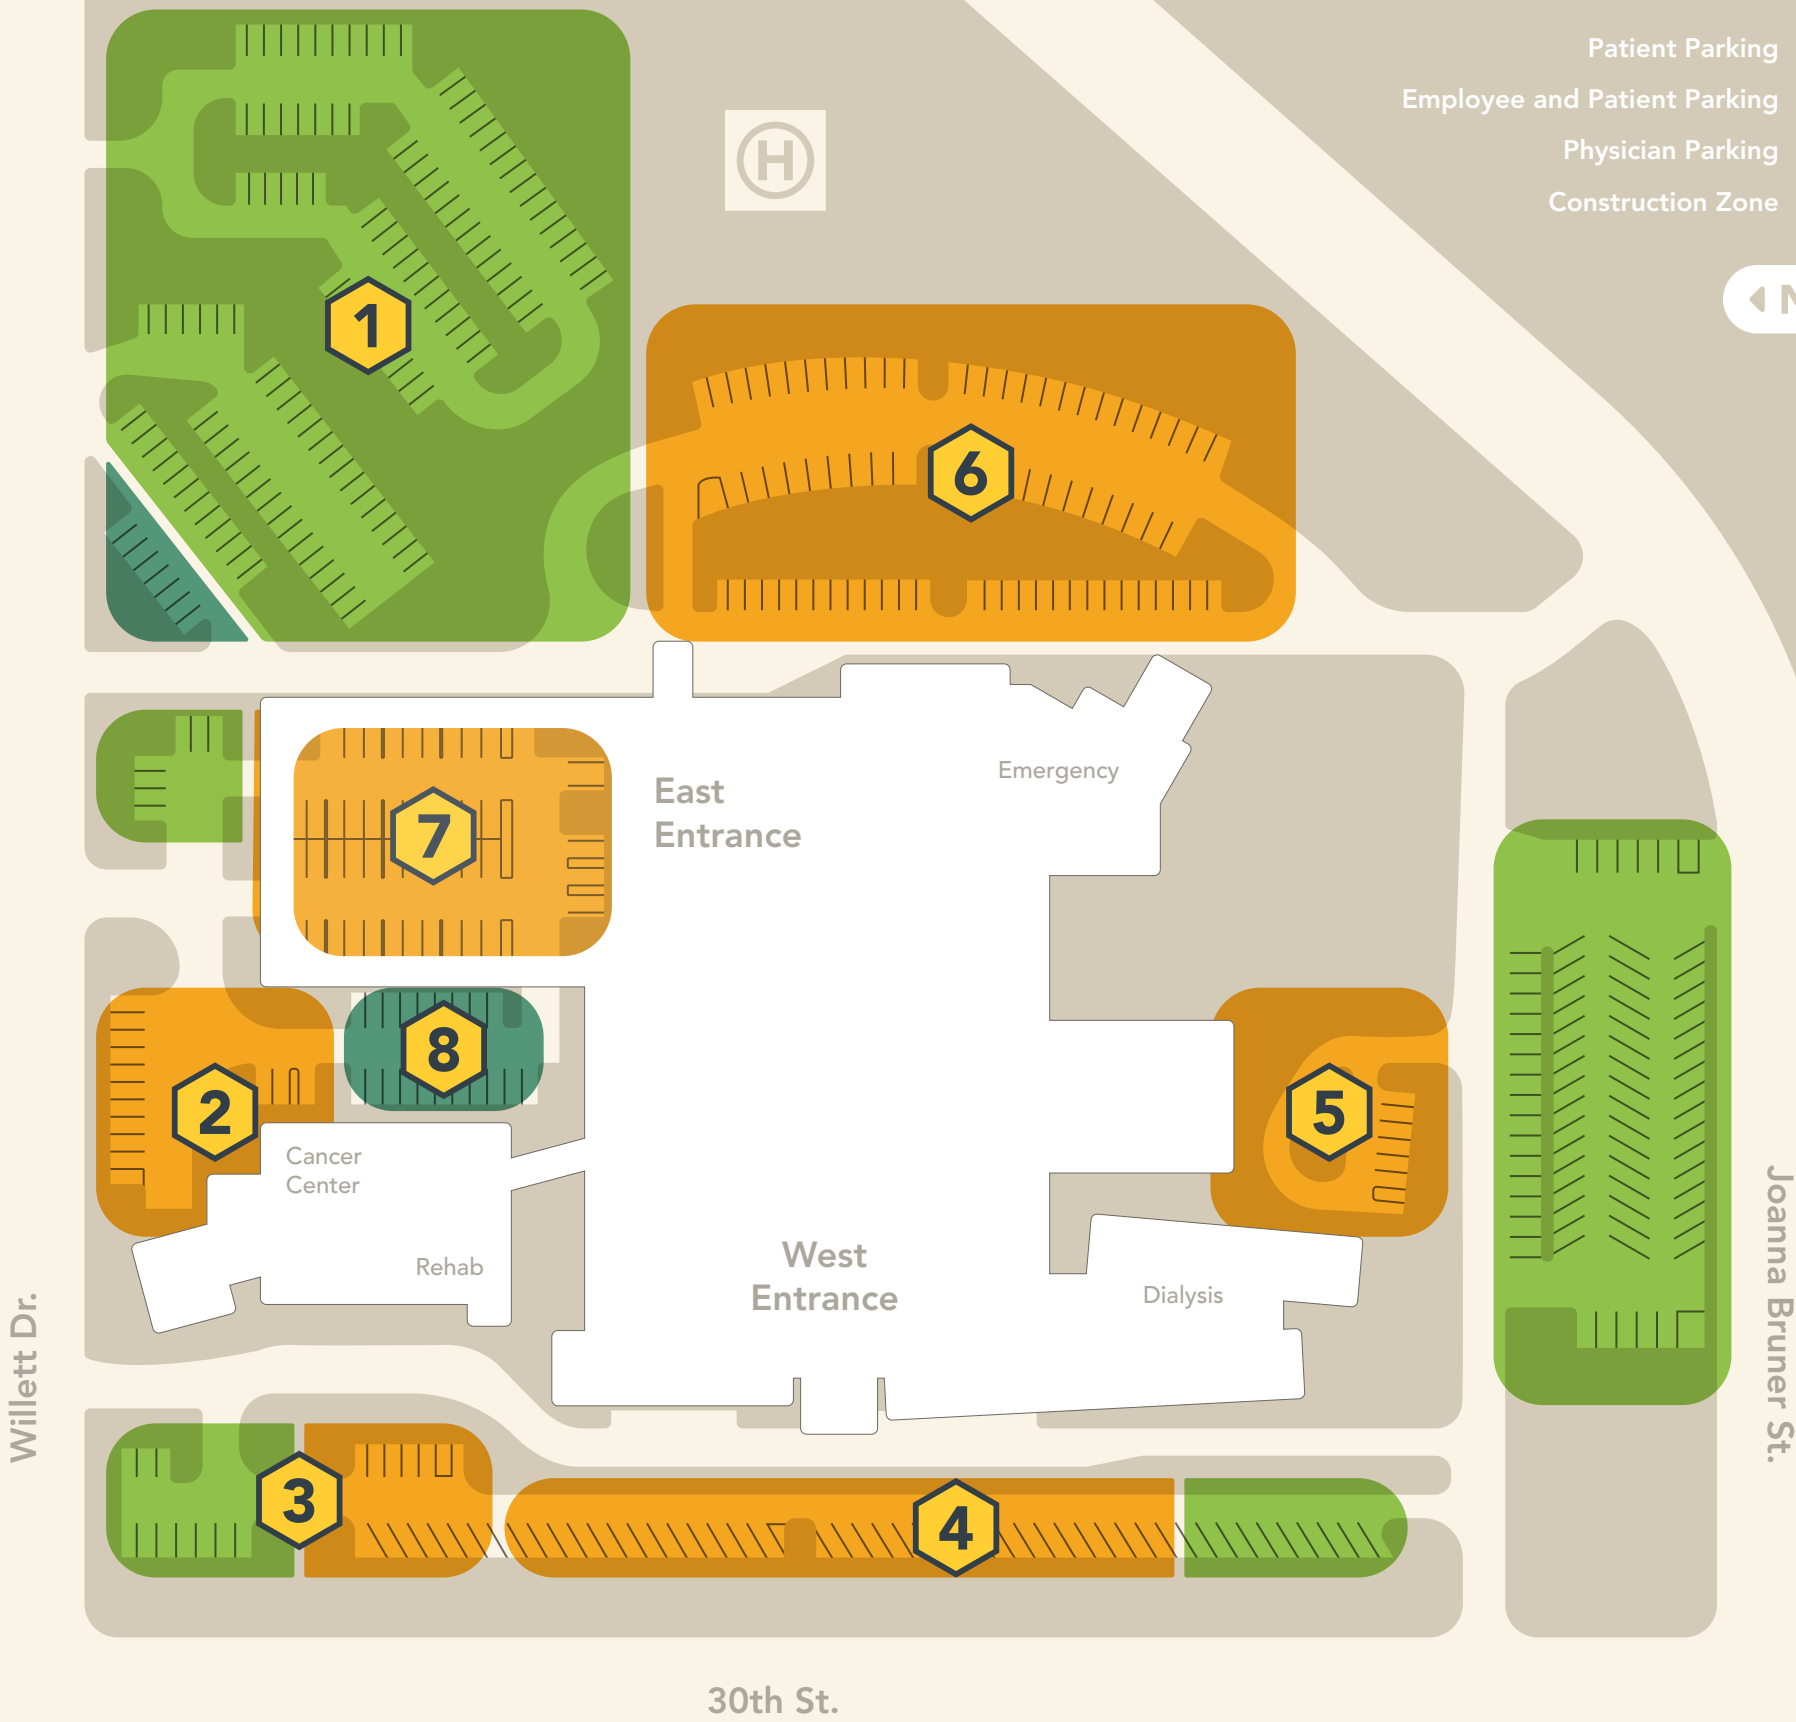 Patient Parking
Employee and Patient Parking
Physician Parking
Construction Zone
H
N
1
6
East
Entrance
Emergency
7
8
2
5
Cancer
Center
Rehab
West
Entrance
Dialysis
Willett Dr.
Joanna Bruner St.
3
4
30th St.